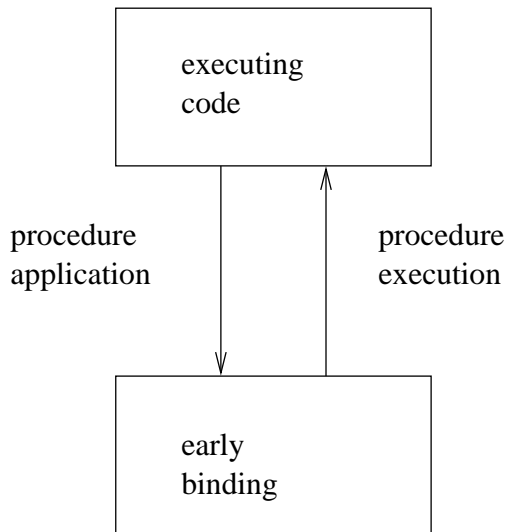 executing
code
procedure
application
procedure
execution
early
binding